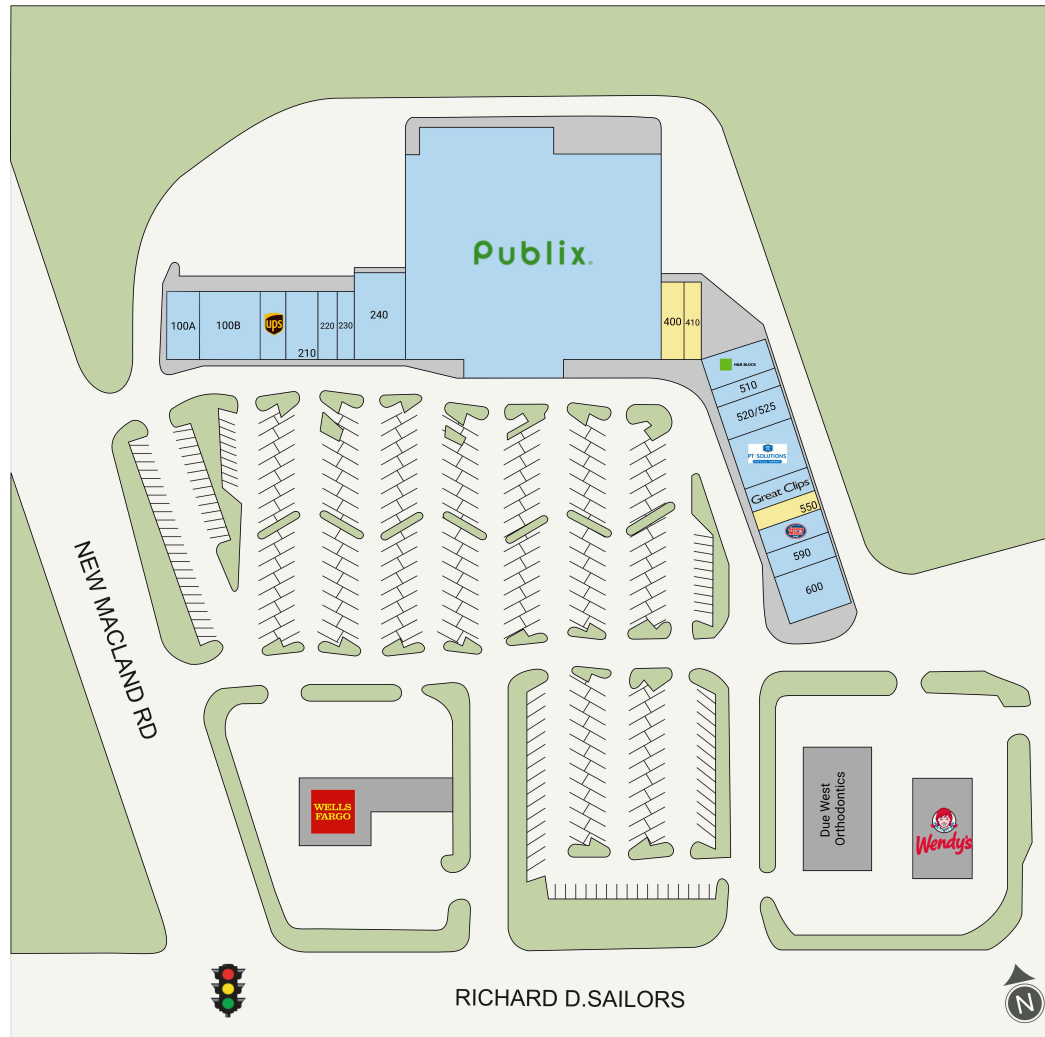 Publix.
100A
100B
ups
210
220
230
240
400
410
H&R BLOCK
510
520/525
PT SOLUTIONS
Great Clips
550
590
600
NEW MACLAND RD
WELLS
FARGO
Due West
Orthodontics
Wendy's
RICHARD D.SAILORS
N